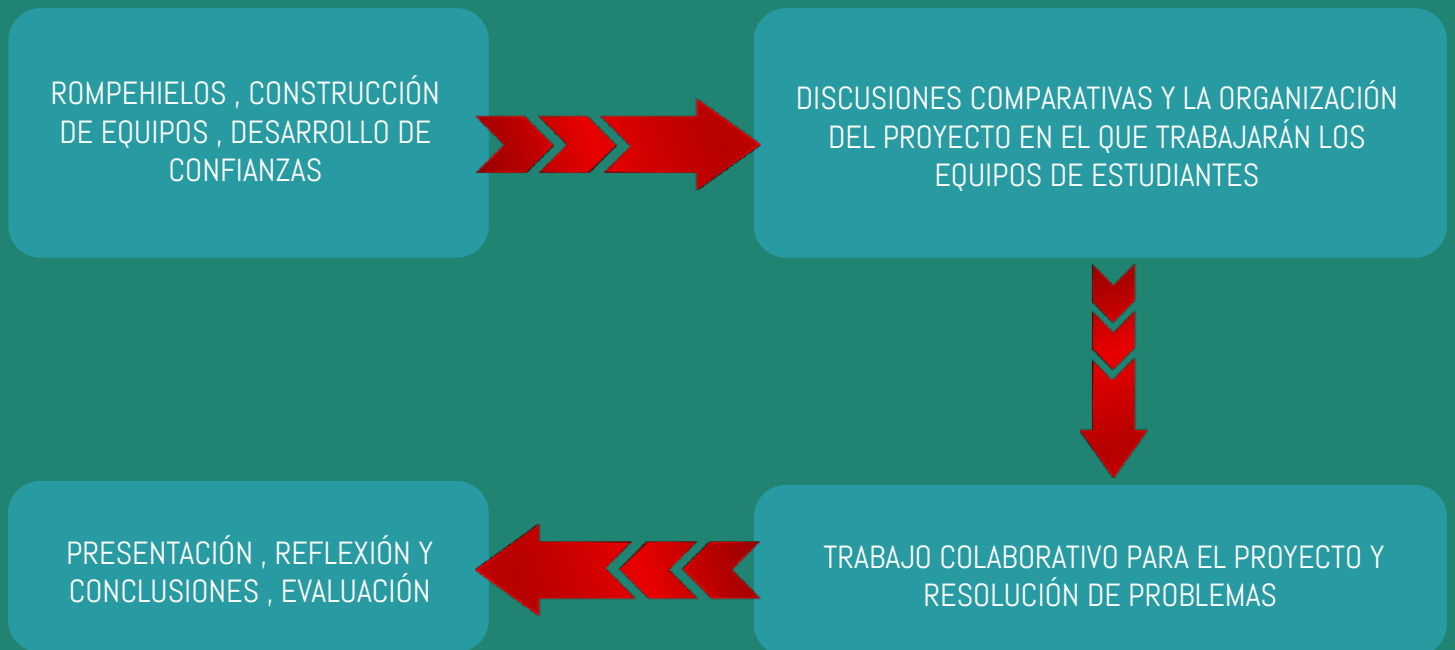 ROMPEHIELOS , CONSTRUCCIÓN
DE EQUIPOS , DESARROLLO DE
CONFIANZAS
DISCUSIONES COMPARATIVAS Y LA ORGANIZACIÓN
DEL PROYECTO EN EL QUE TRABAJARÁN LOS
EQUIPOS DE ESTUDIANTES
TRABAJO COLABORATIVO PARA EL PROYECTO Y
RESOLUCIÓN DE PROBLEMAS
PRESENTACIÓN , REFLEXIÓN Y
CONCLUSIONES , EVALUACIÓN